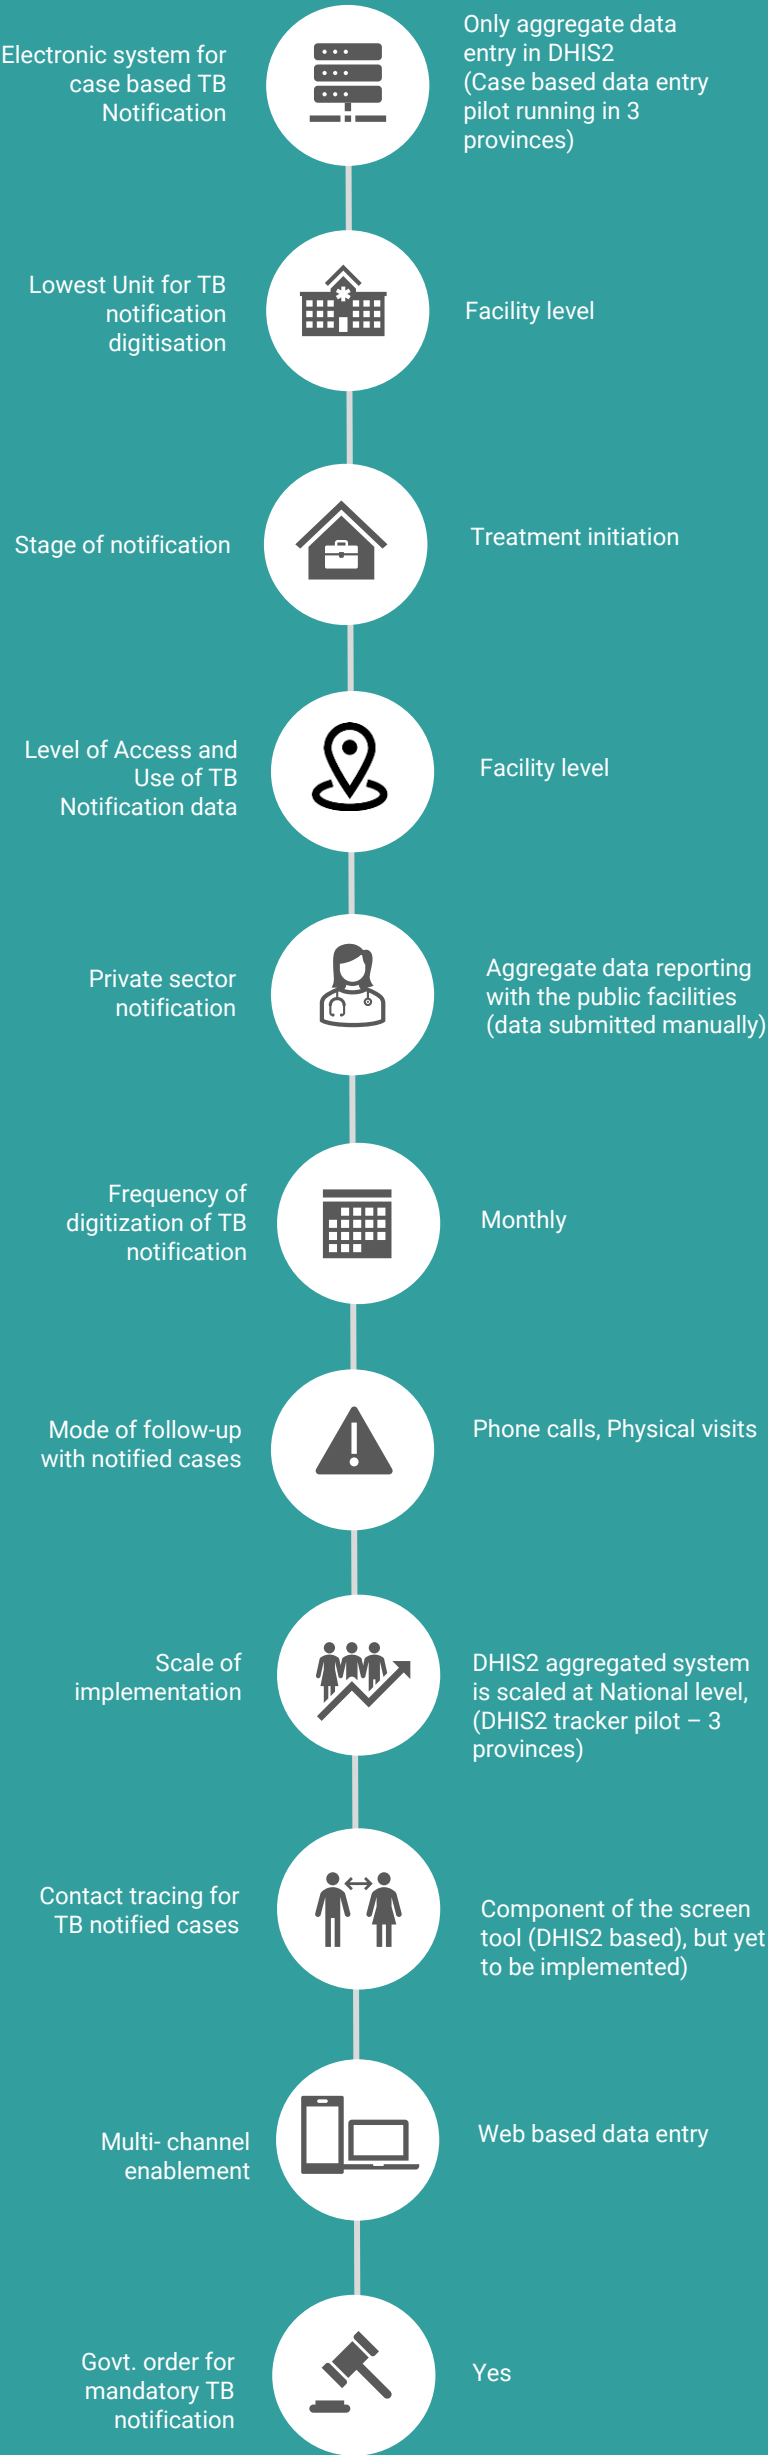 Electronic system for
case based TB
Notification
Only aggregate data
entry in DHIS2
(Case based data entry
pilot running in 3
provinces)
Lowest Unit for TB
notification
digitisation
Facility level
Stage of notification
Treatment initiation
Level of Access and
Use of TB
Notification data
Facility level
Private sector
notification
Aggregate data reporting
with the public facilities
(data submitted manually)
Frequency of
digitization of TB
notification
Monthly
Mode of follow-up
with notified cases
Phone calls, Physical visits
Scale of
implementation
DHIS2 aggregated system
is scaled at National level,
(DHIS2 tracker pilot – 3
provinces)
Contact tracing for
TB notified cases
Component of the screen
tool (DHIS2 based), but yet
to be implemented)
Multi- channel
enablement
Web based data entry
Govt. order for
mandatory TB
notification
Yes